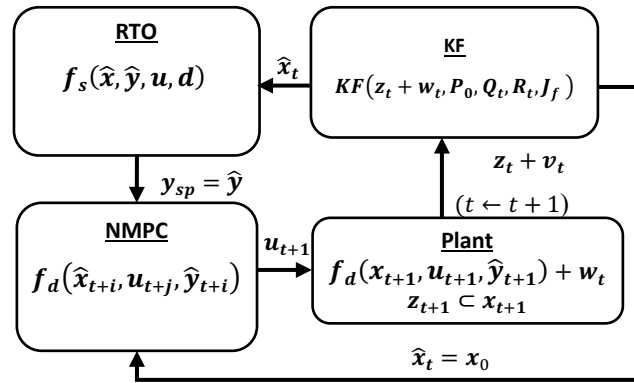 RTO
f_s(x̂, ŷ, u, d)
x̂_t
KF
KF(z_t + w_t, P_0, Q_t, R_t, J_f)
y_sp = ŷ
z_t + v_t
(t ← t + 1)
NMPC
f_d(x̂_{t+i}, u_{t+j}, ŷ_{t+i})
u_{t+1}
Plant
f_d(x_{t+1}, u_{t+1}, ŷ_{t+1}) + w_t
z_{t+1} ⊂ x_{t+1}
x̂_t = x_0